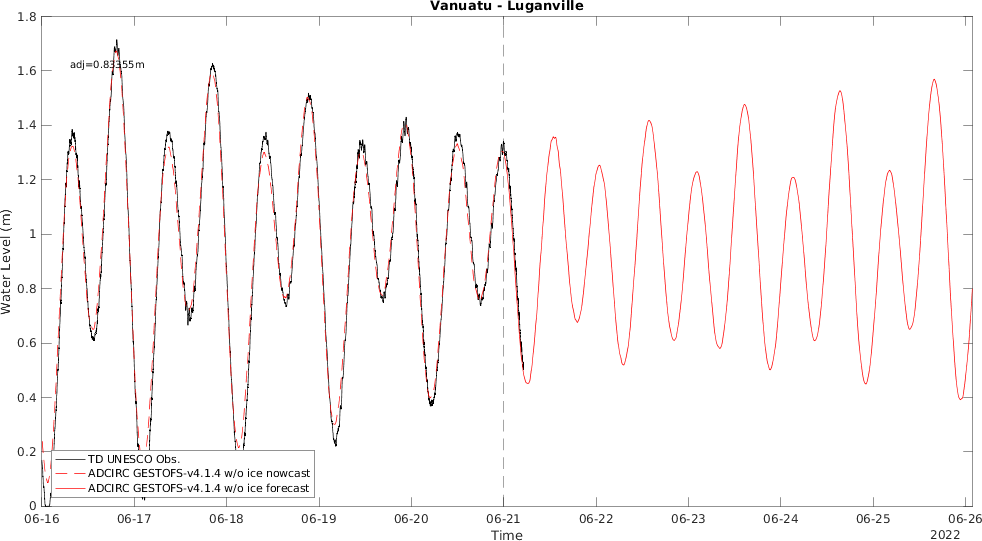 Vanuatu - Luganville
1.8
1.6
1.4
1.2
1
0.8
0.6
0.4
0.2
0
Water Level (m)
adj=0.83355m
TD UNESCO Obs.
ADCIRC GESTOFS-v4.1.4 w/o ice nowcast
ADCIRC GESTOFS-v4.1.4 w/o ice forecast
06-16 06-17 06-18 06-19 06-20 06-21 06-22 06-23 06-24 06-25 06-26
Time
2022